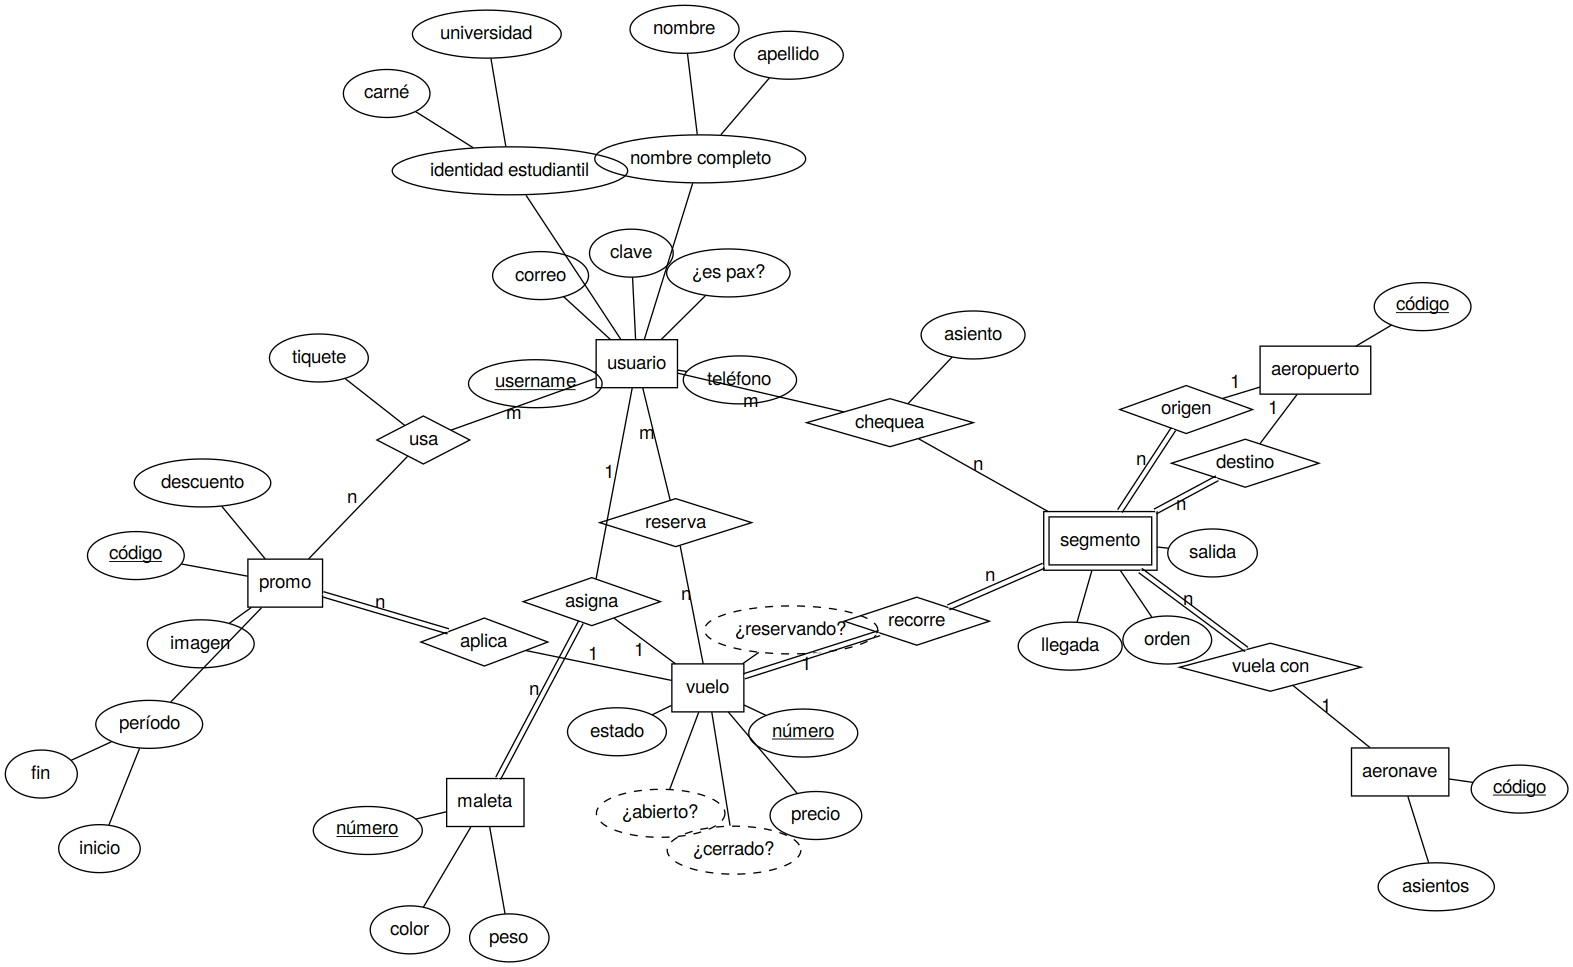 universidad
nombre
apellido
carné
identidad estudiantil
nombre completo
clave
correo
¿es pax?
código
asiento
tiquete
usuario
aeropuerto
username
teléfono
1
m
m
origen
1
chequea
usa
m
n
n
destino
descuento
1
n
n
reserva
segmento
código
salida
promo
n
n
n
asigna
n
¿reservando?
recorre
imagen
aplica
1
1
llegada
orden
1
vuela con
n
vuelo
1
período
estado
número
fin
aeronave
código
maleta
¿abierto?
precio
número
inicio
¿cerrado?
asientos
color
peso